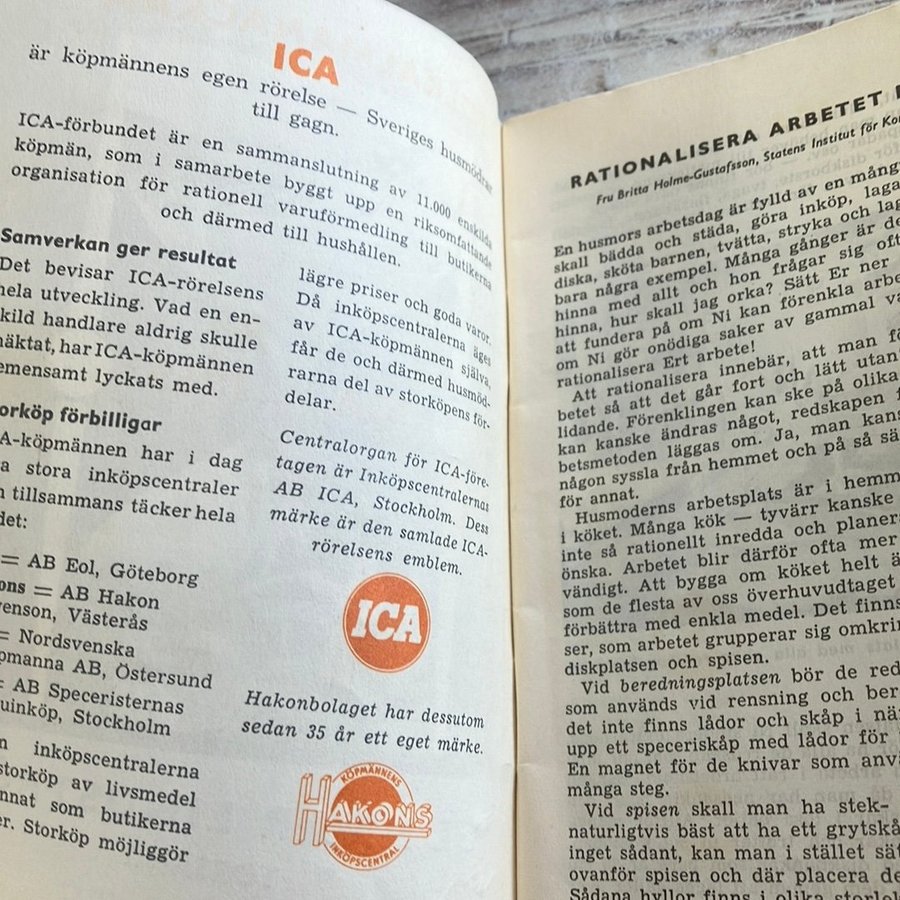 ICA
är köpmännens egen rörelse — Sveriges husmödrar
till gagn.
ICA-förbundet är en sammanslutning av 11.000 enskilda
köpmän, som i samarbete byggt upp en riksomfattande
organisation för rationell varuförmedling till butikerna
och därmed till hushållen.
Samverkan ger resultat
Det bevisar ICA-rörelsens
hela utveckling. Vad en en-
skild handlare aldrig skulle
mäktat, har ICA-köpmännen
gemensamt lyckats med.
Storköp förbilligar
ICA-köpmännen har i dag
stora inköpscentraler
tillsammans täcker hela
det:
= AB Eol, Göteborg
= AB Hakon
Västerås
= Nordsvenska
AB, Östersund
= AB Speceristernas
Stockholm
inköpscentralerna
storköp av livsmedel
annat som butikerna
Storköp möjliggör
lägre priser och goda varor.
Då inköpscentralerna ägs
av ICA-köpmännen själva,
får de och därmed husmöd-
rarna del av storköpens för-
delar.
Centralorgan för ICA-före-
tagen är Inköpscentralernas
AB ICA, Stockholm. Dess
märke är den samlade ICA-
rörelsens emblem.
ICA
Hakonbolaget har dessutom
sedan 35 år ett eget märke.
KÖPMÄNNENS
HAKONS
INKÖPSCENTRAL
RATIONALISERA ARBETET
Fru Britta Holme-Gustafsson, Statens Institut för
En husmors arbetsdag är fylld av en
skall bädda och städa, göra inköp, laga
diska, sköta barnen, tvätta, stryka och
bara några exempel. Många gånger är
hinna med allt och hon frågar sig
hinna, hur skall jag orka? Sätt Er ner
att fundera på om Ni kan förenkla
om Ni gör onödiga saker av gammal
rationalisera Ert arbete!
Att rationalisera innebär, att man
betet så att det går fort och lätt utan
lidande. Förenklingen kan ske på olika
kan kanske ändras något, redskapen
betsmetoden läggas om. Ja, man
någon syssla från hemmet och på så
för annat.
Husmoderns arbetsplats är i
i köket. Många kök — tyvärr kanske
inte så rationellt inredda och
önska. Arbetet blir därför ofta mer
vändigt. Att bygga om köket helt
som de flesta av oss överhuvudtaget
förbättra med enkla medel. Det finns
ser, som arbetet grupperar sig
diskplatsen och spisen.
Vid beredningsplatsen bör de
som används vid rensning och
det inte finns lådor och skåp i
upp ett speceriskåp med lådor för
En magnet för de knivar som
många steg.
Vid spisen skall man ha stek-
naturligtvis bäst att ha ett
inget sådant, kan man i stället
ovanför spisen och där placera
Sådana hyllor finns i olika